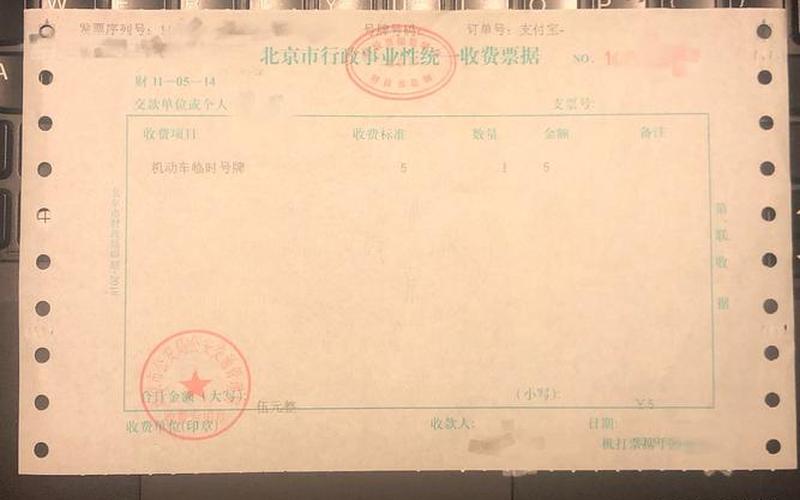 发票序列号: 号牌号码: 订单号: 支付宝-
北京市行政事业性统一收费票据 NO.
财 11-05-14
交款单位或个人 支票号:
收费项目 收费标准 数量 金额 备注
机动车临时号牌 5 1 5
第 联 收 据
合计金额(大写): 伍元整 (小写): ¥5
收费单位(印章) 收款人: 日期:
机打票据